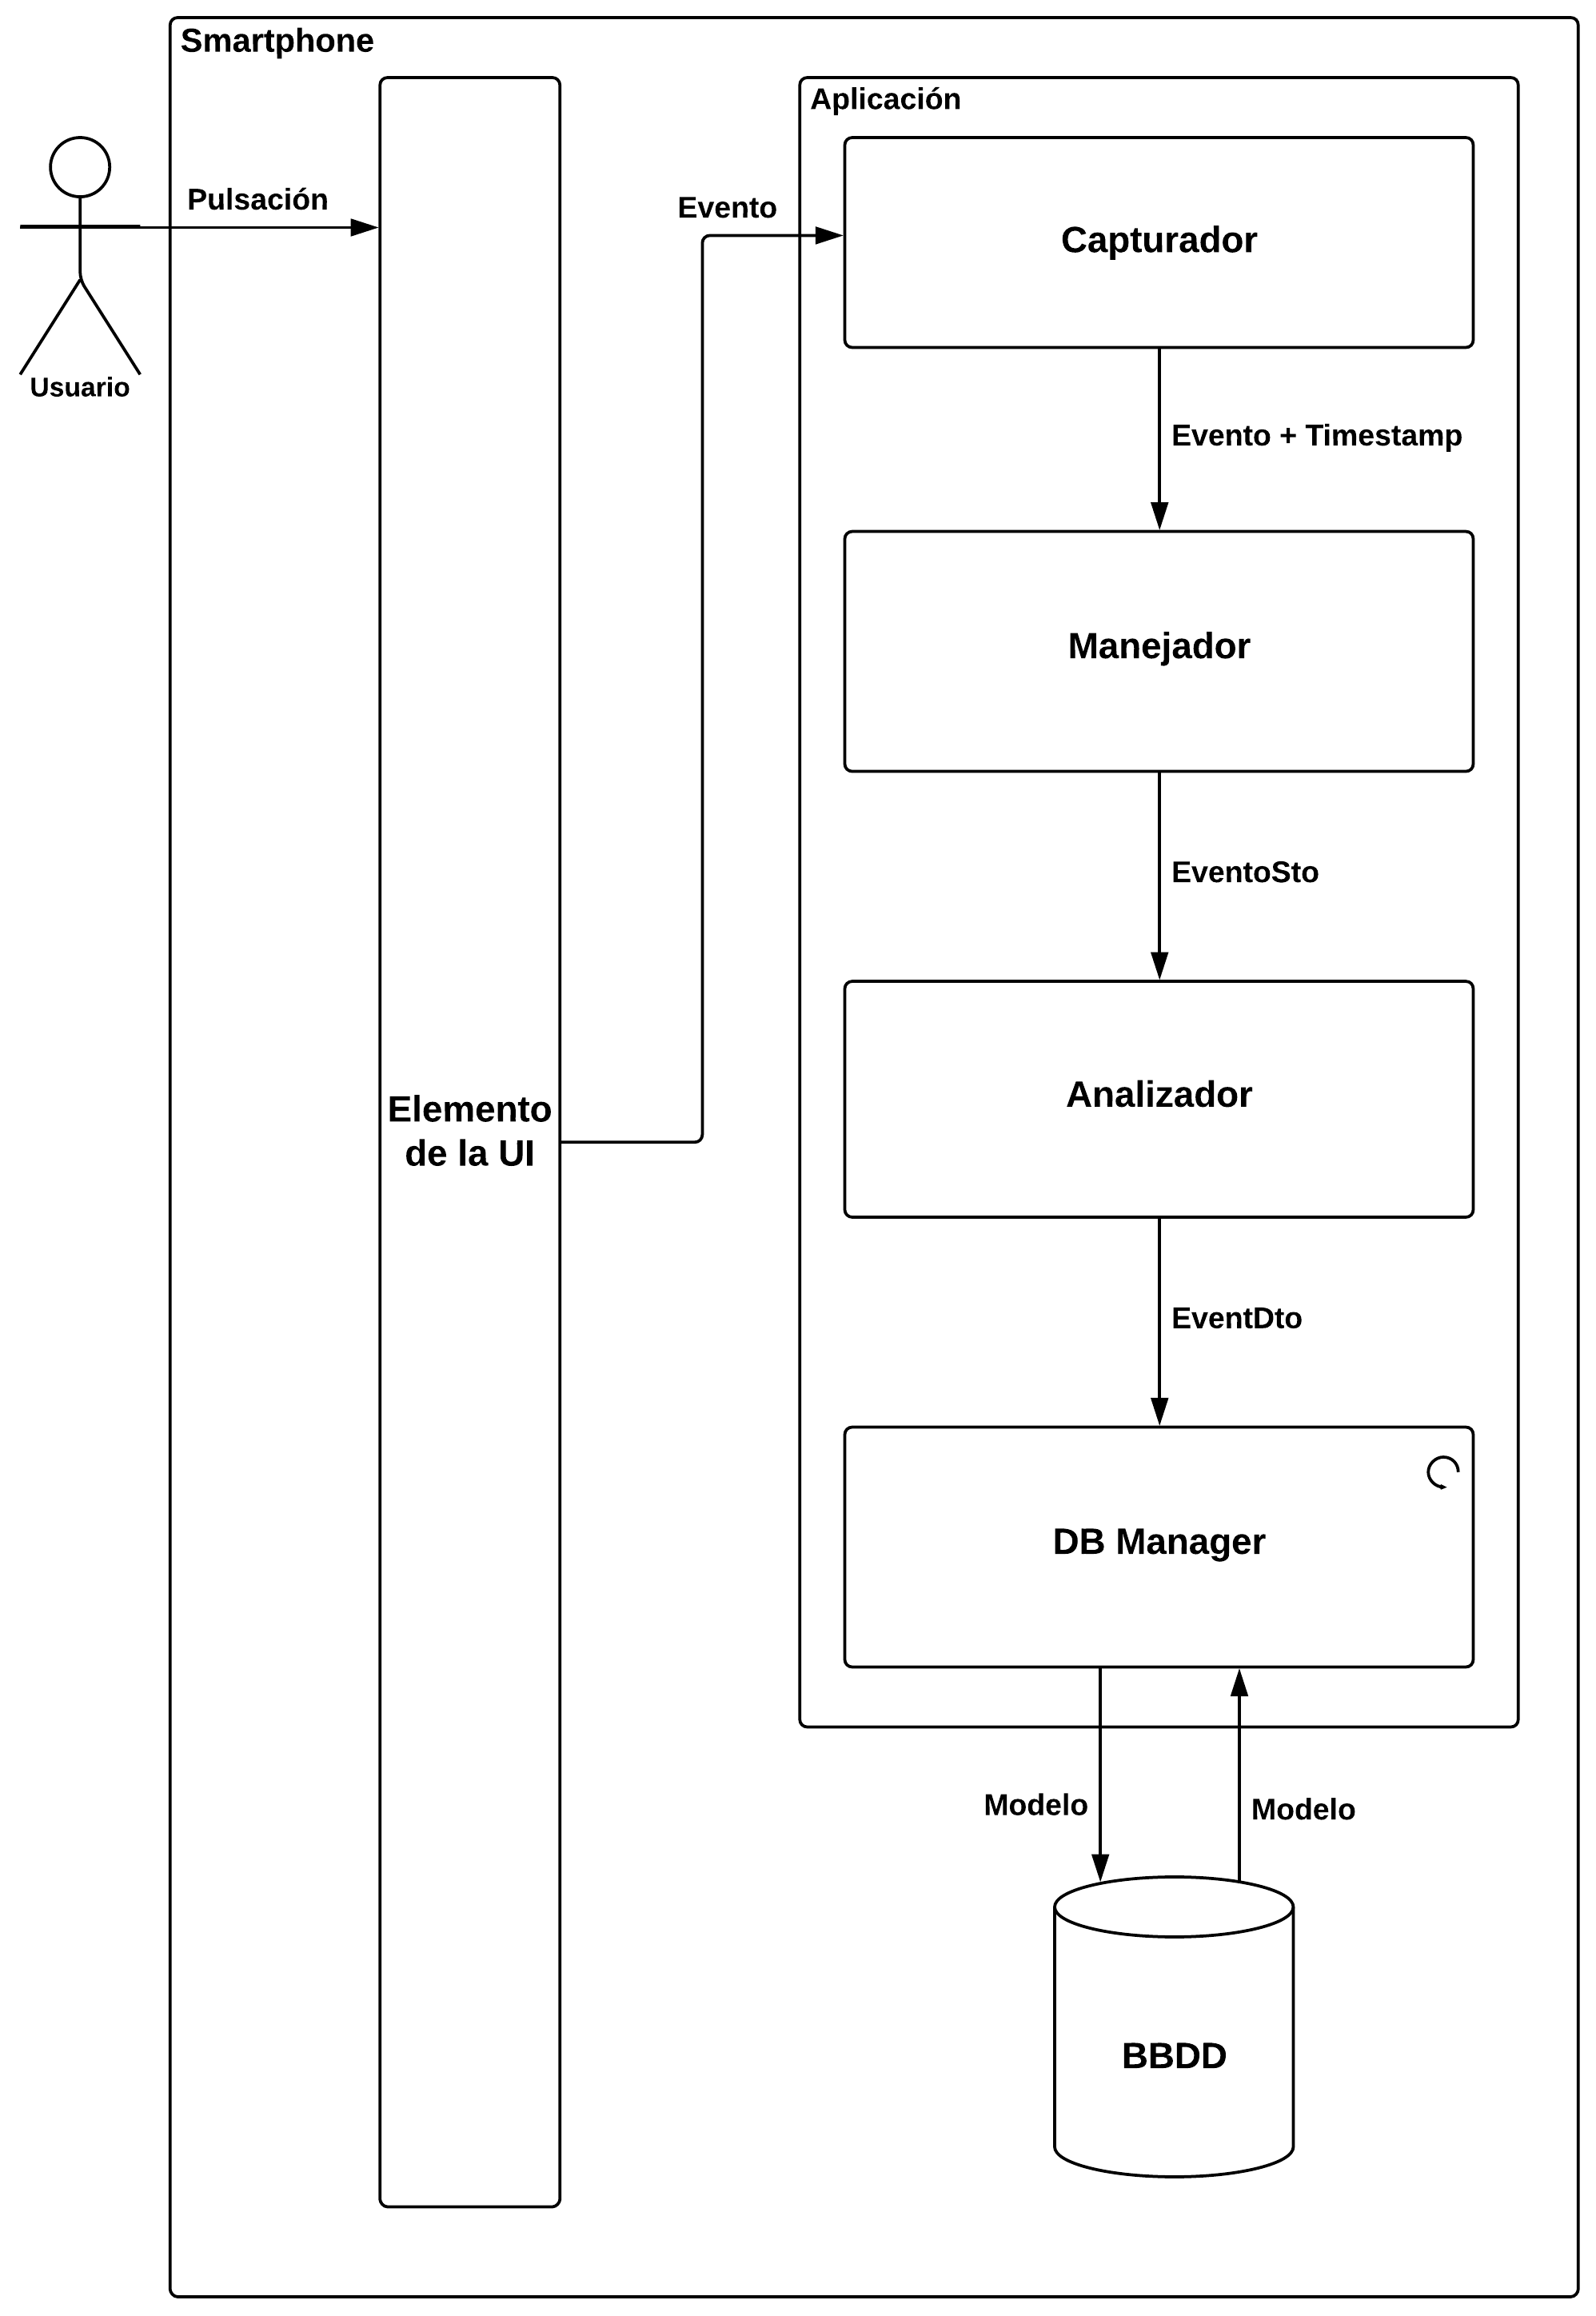 Smartphone
Aplicación
Pulsación
Evento
Capturador
Usuario
Evento + Timestamp
Manejador
EventoSto
Analizador
Elemento
de la UI
EventDto
DB Manager
Modelo
Modelo
BBDD